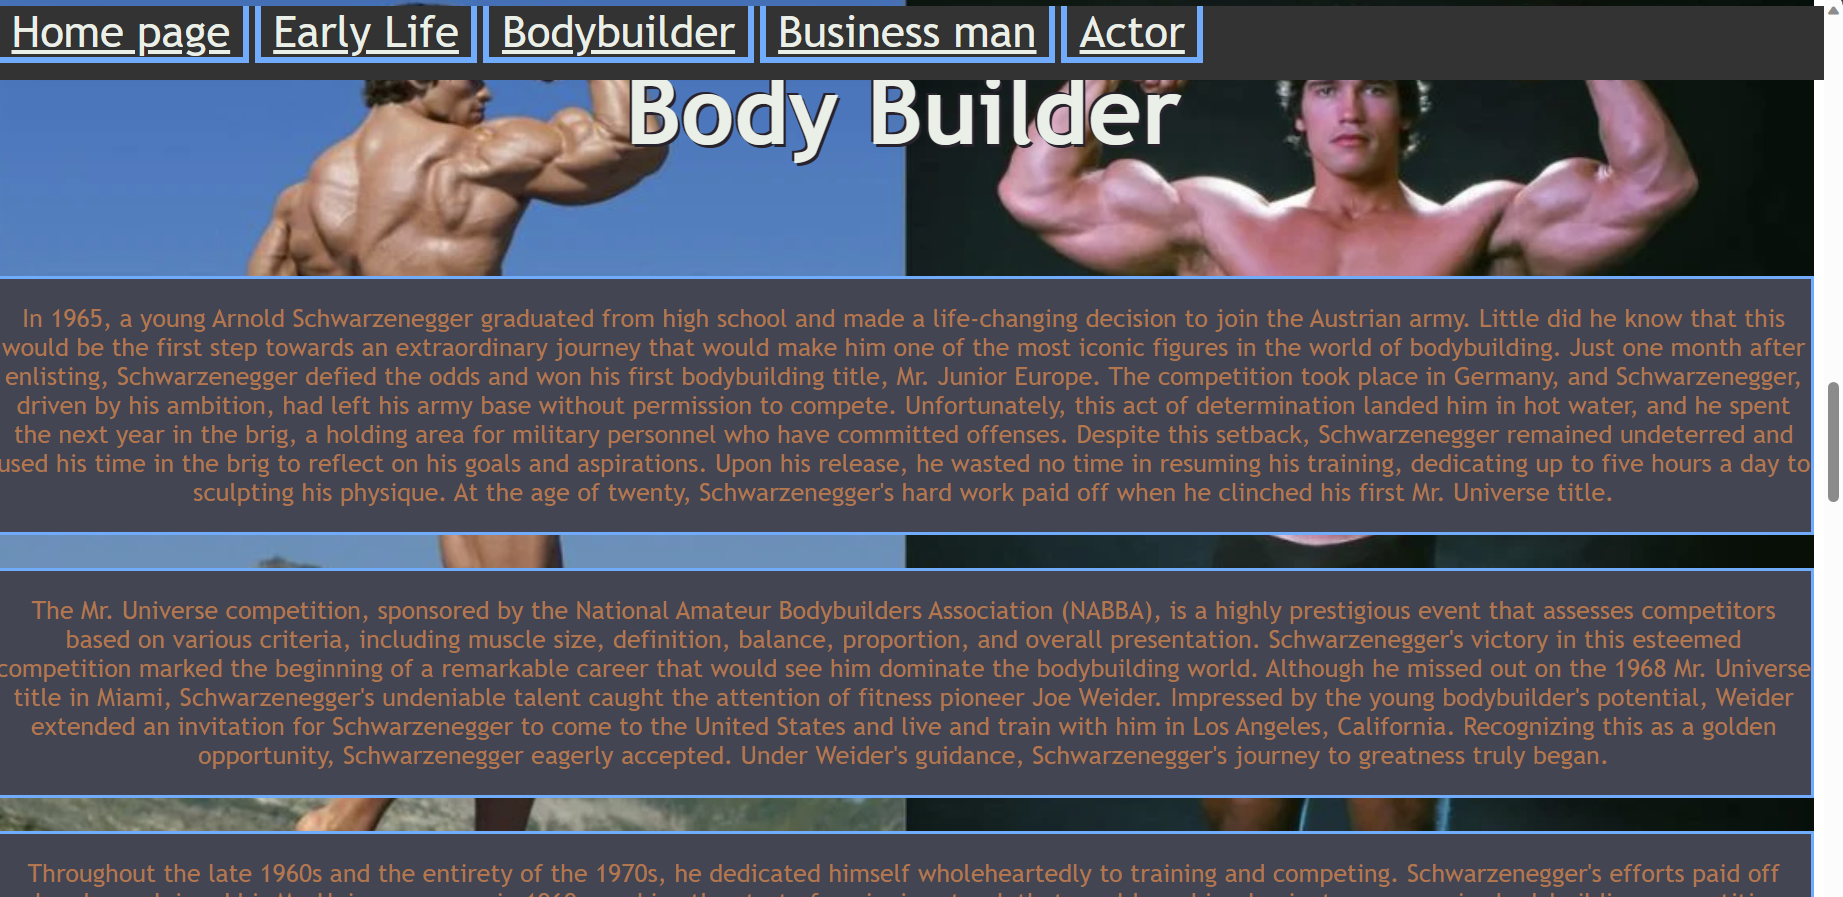 Home page Early Life Bodybuilder Business man Actor
Body Builder
In 1965, a young Arnold Schwarzenegger graduated from high school and made a life-changing decision to join the Austrian army. Little did he know that this
would be the first step towards an extraordinary journey that would make him one of the most iconic figures in the world of bodybuilding. Just one month after
enlisting, Schwarzenegger defied the odds and won his first bodybuilding title, Mr. Junior Europe. The competition took place in Germany, and Schwarzenegger,
driven by his ambition, had left his army base without permission to compete. Unfortunately, this act of determination landed him in hot water, and he spent
the next year in the brig, a holding area for military personnel who have committed offenses. Despite this setback, Schwarzenegger remained undeterred and
used his time in the brig to reflect on his goals and aspirations. Upon his release, he wasted no time in resuming his training, dedicating up to five hours a day to
sculpting his physique. At the age of twenty, Schwarzenegger's hard work paid off when he clinched his first Mr. Universe title.
The Mr. Universe competition, sponsored by the National Amateur Bodybuilders Association (NABBA), is a highly prestigious event that assesses competitors
based on various criteria, including muscle size, definition, balance, proportion, and overall presentation. Schwarzenegger's victory in this esteemed
competition marked the beginning of a remarkable career that would see him dominate the bodybuilding world. Although he missed out on the 1968 Mr. Universe
title in Miami, Schwarzenegger's undeniable talent caught the attention of fitness pioneer Joe Weider. Impressed by the young bodybuilder's potential, Weider
extended an invitation for Schwarzenegger to come to the United States and live and train with him in Los Angeles, California. Recognizing this as a golden
opportunity, Schwarzenegger eagerly accepted. Under Weider's guidance, Schwarzenegger's journey to greatness truly began.
Throughout the late 1960s and the entirety of the 1970s, he dedicated himself wholeheartedly to training and competing. Schwarzenegger's efforts paid off